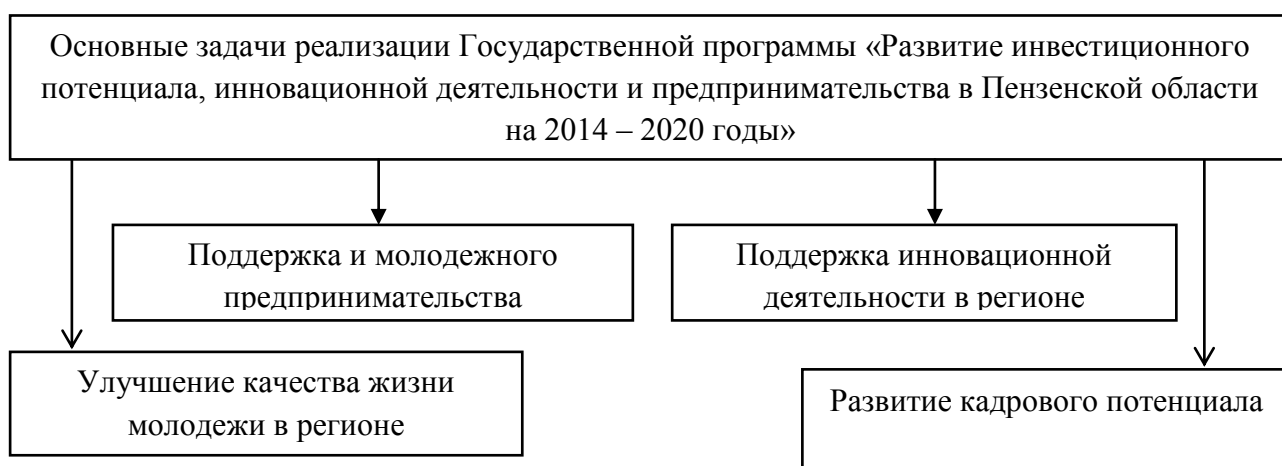 Основные задачи реализации Государственной программы «Развитие инвестиционного
потенциала, инновационной деятельности и предпринимательства в Пензенской области
на 2014 – 2020 годы»
Поддержка и молодежного
предпринимательства
Поддержка инновационной
деятельности в регионе
Улучшение качества жизни
молодежи в регионе
Развитие кадрового потенциала